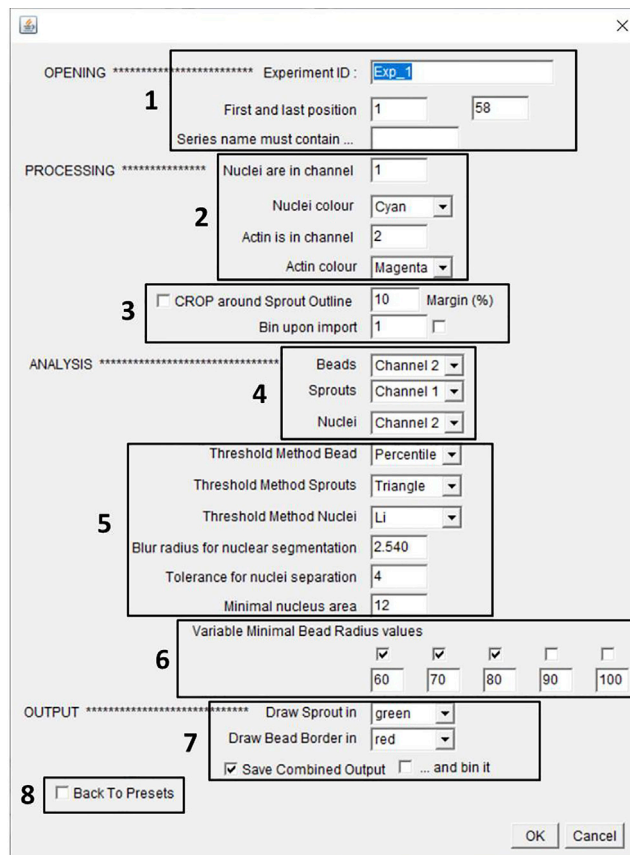 OPENING ************************* Experiment ID : Exp_1
1
First and last position 1 58
Series name must contain ...
PROCESSING *************** Nuclei are in channel 1
Nuclei colour Cyan
2
Actin is in channel 2
Actin colour Magenta
CROP around Sprout Outline 10 Margin (%)
3
Bin upon import 1
ANALYSIS ******************************** Beads Channel 2
4
Sprouts Channel 1
Nuclei Channel 2
Threshold Method Bead Percentile
Threshold Method Sprouts Triangle
5
Threshold Method Nuclei Li
Blur radius for nuclear segmentation 2.540
Tolerance for nuclei separation 4
Minimal nucleus area 12
Variable Minimal Bead Radius values
6
60 70 80 90 100
OUTPUT ***************************** Draw Sprout in green
7
Draw Bead Border in red
Save Combined Output ... and bin it
8
Back To Presets
OK Cancel